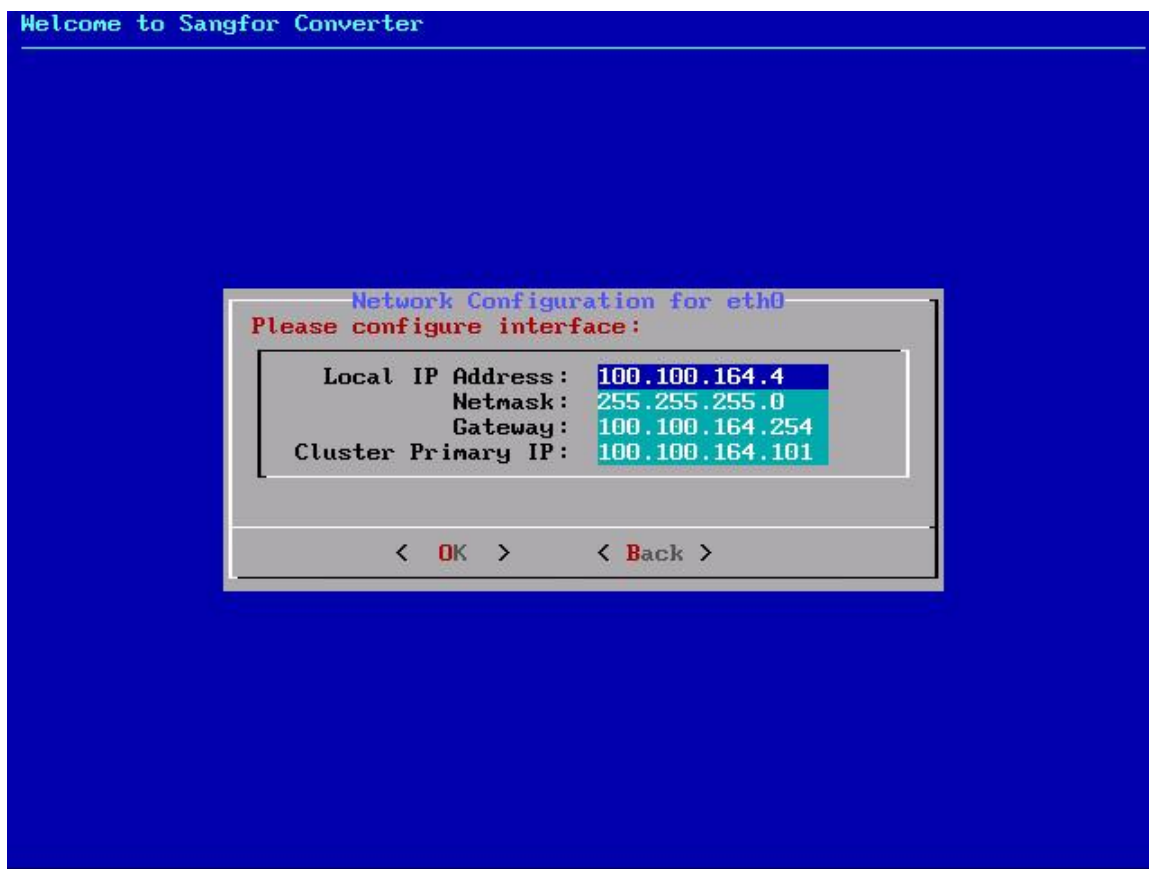 Welcome to Sangfor Converter
Network Configuration for eth0
Please configure interface:
Local IP Address: 100.100.164.4
Netmask: 255.255.255.0
Gateway: 100.100.164.254
Cluster Primary IP: 100.100.164.101
< OK > < Back >